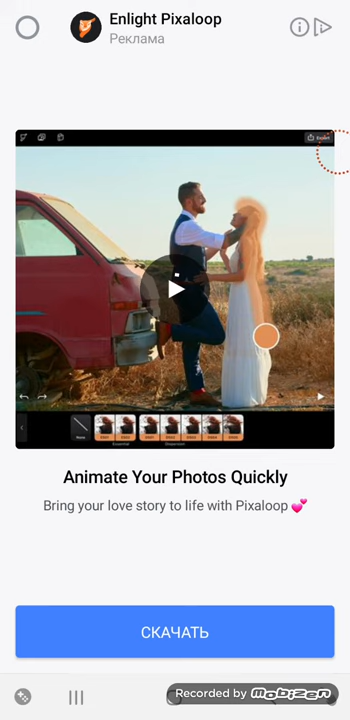 Enlight Pixaloop
Реклама
Export
Animate Your Photos Quickly
Bring your love story to life with Pixaloop 💕
СКАЧАТЬ
Recorded by mobizen